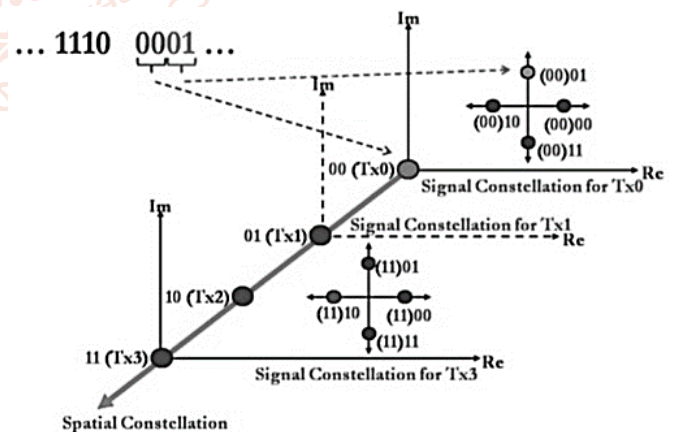 ... 1110 0001 ...
Im
Im
(00)01
(00)10
(00)00
(00)11
00 (Tx0)
Re
Signal Constellation for Tx0
Im
01 (Tx1)
Signal Constellation for Tx1
Re
(11)01
10 (Tx2)
(11)10
(11)00
(11)11
11 (Tx3)
Re
Signal Constellation for Tx3
Spatial Constellation